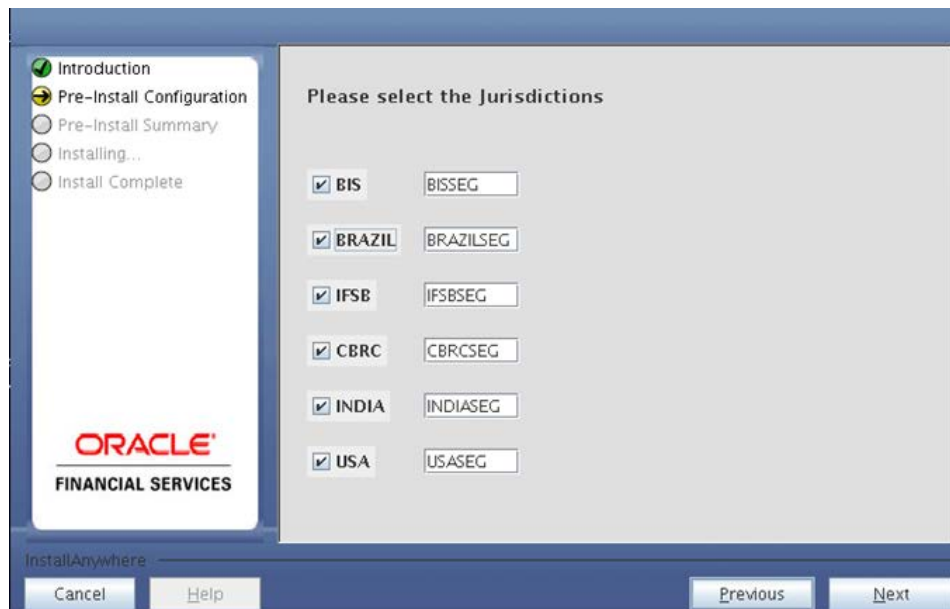 Introduction
Pre-Install Configuration
Pre-Install Summary
Installing...
Install Complete
ORACLE®
FINANCIAL SERVICES
Please select the Jurisdictions
BIS BISSEG
BRAZIL BRAZILSEG
IFSB IFSBSEG
CBRC CBRCSEG
INDIA INDIASEG
USA USASEG
InstallAnywhere
Cancel Help Previous Next